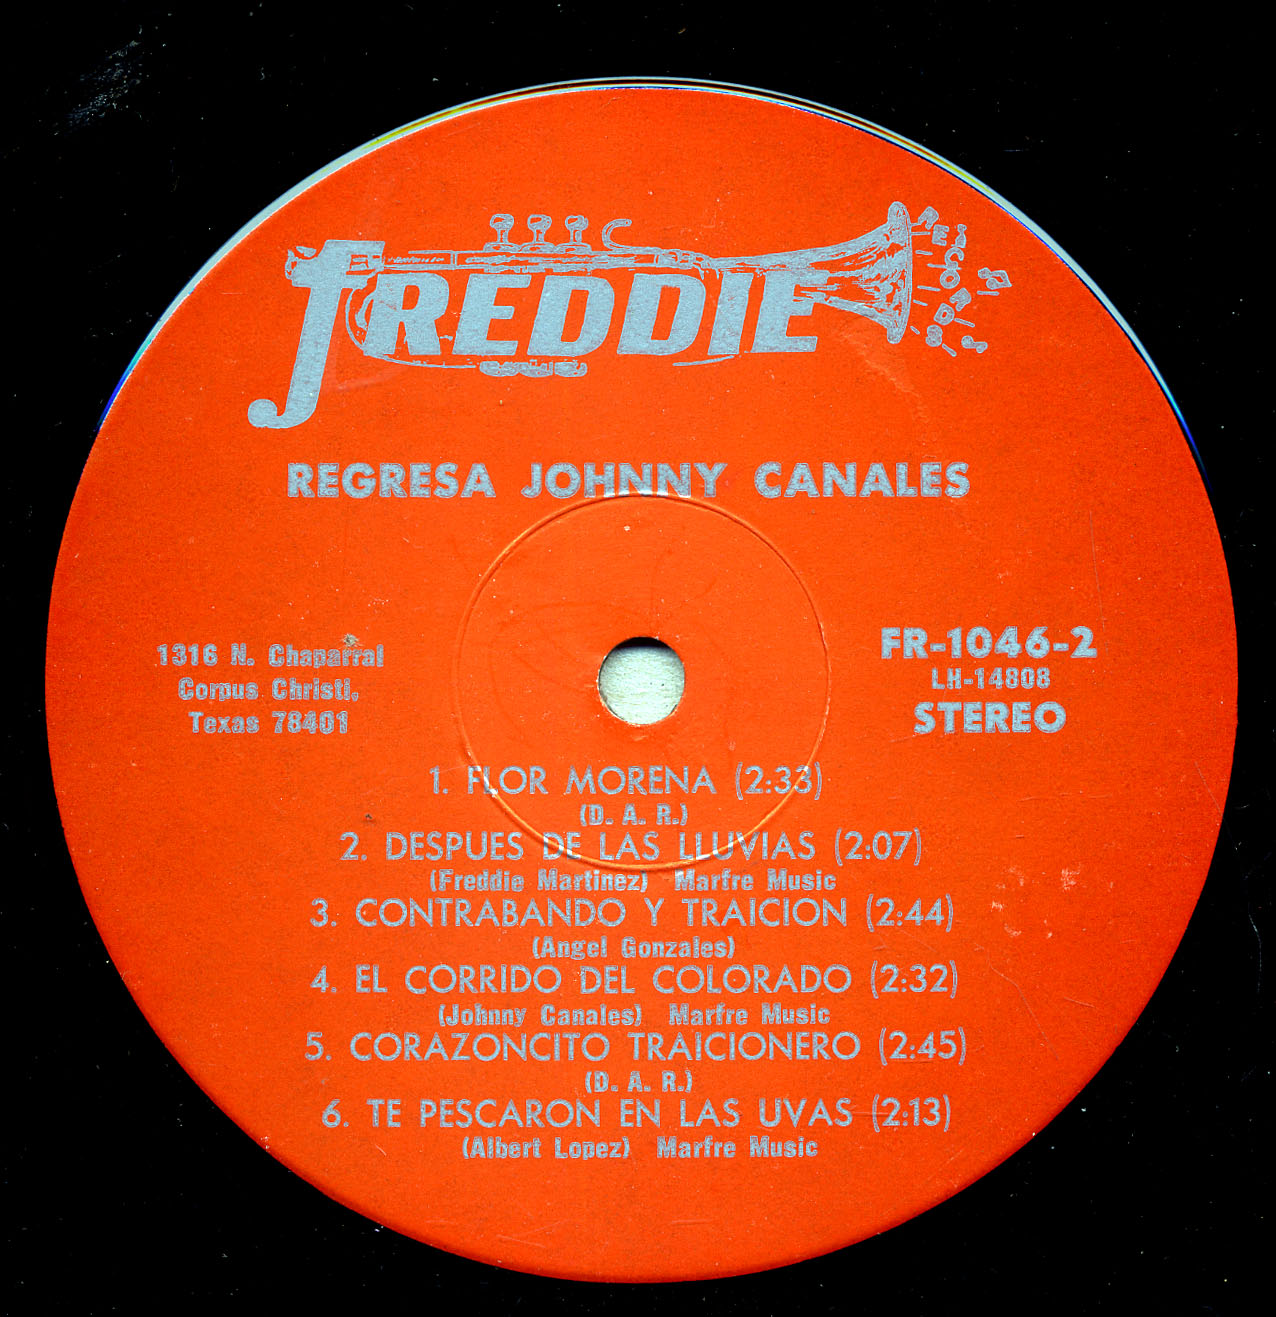 FREDDIE
RECORDS
REGRESA JOHNNY CANALES
1316 N. Chaparral
Corpus Christi,
Texas 78401
FR-1046-2
LH-14808
STEREO
1. FLOR MORENA (2:33)
(D. A. R.)
2. DESPUES DE LAS LLUVIAS (2:07)
(Freddie Martinez) Marfre Music
3. CONTRABANDO Y TRAICION (2:44)
(Angel Gonzales)
4. EL CORRIDO DEL COLORADO (2:32)
(Johnny Canales) Marfre Music
5. CORAZONCITO TRAICIONERO (2:45)
(D. A. R.)
6. TE PESCARON EN LAS UVAS (2:13)
(Albert Lopez) Marfre Music